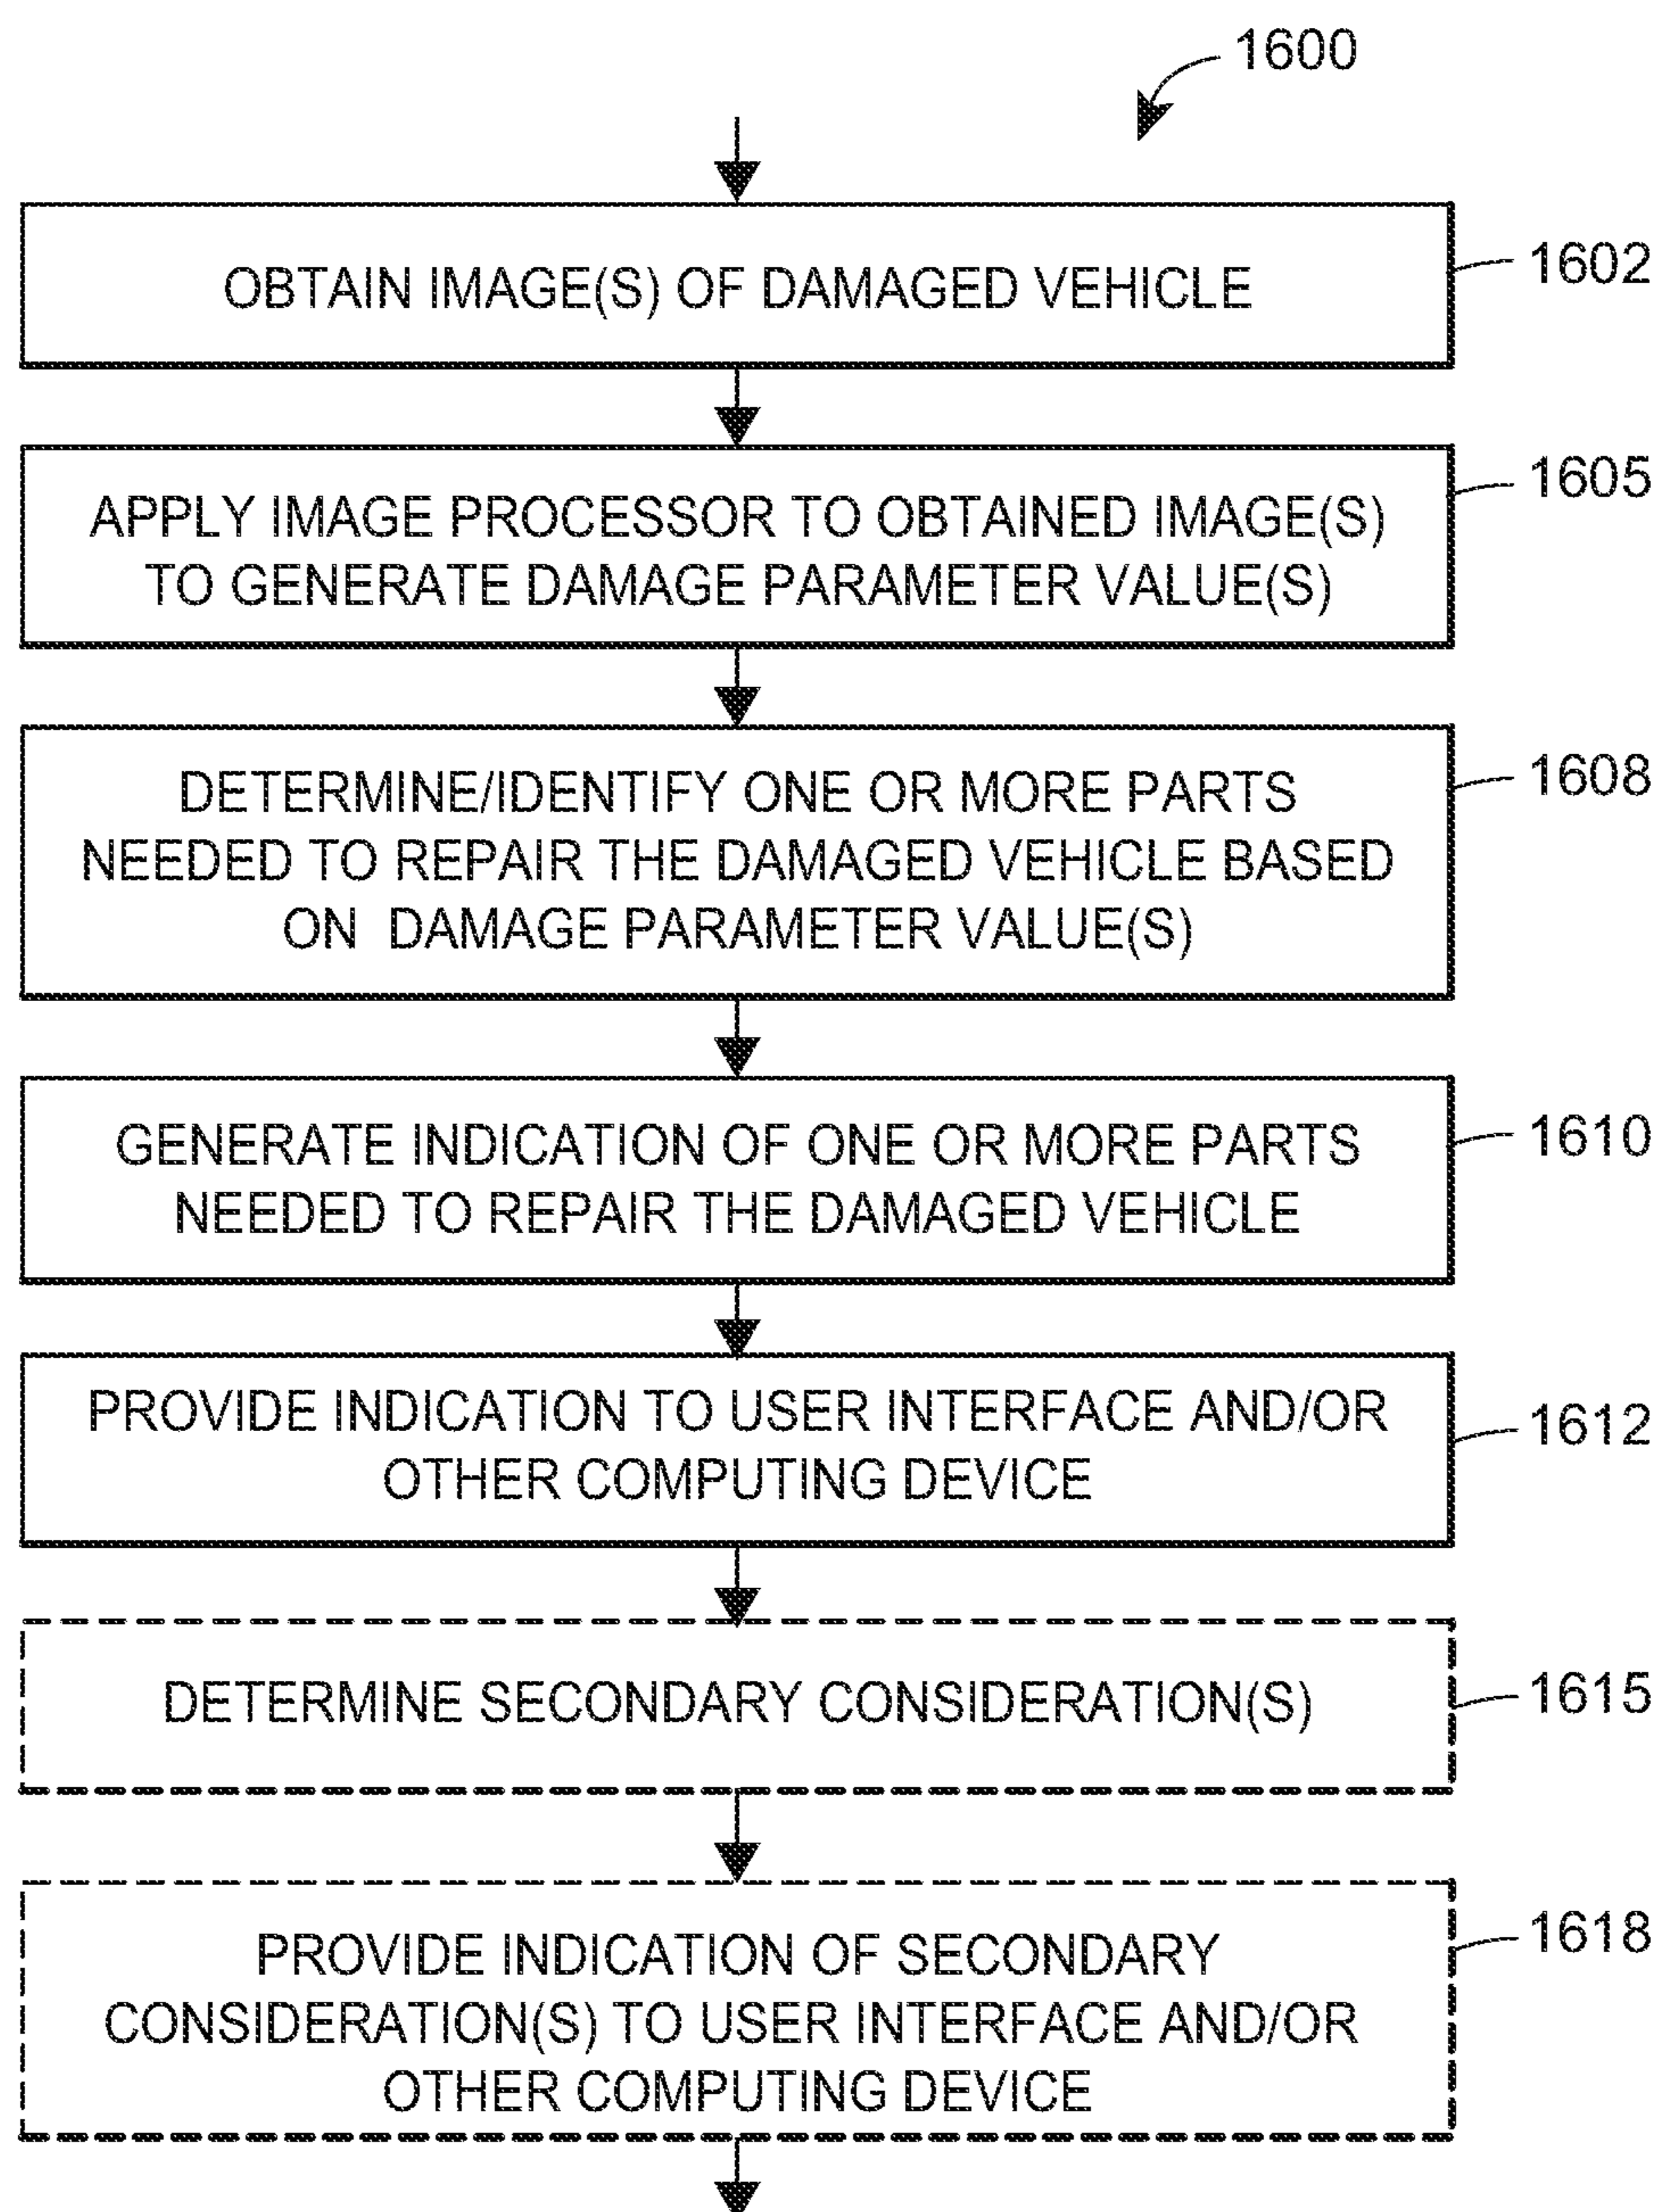 1600
OBTAIN IMAGE(S) OF DAMAGED VEHICLE
1602
APPLY IMAGE PROCESSOR TO OBTAINED IMAGE(S)
TO GENERATE DAMAGE PARAMETER VALUE(S)
1605
DETERMINE/IDENTIFY ONE OR MORE PARTS
NEEDED TO REPAIR THE DAMAGED VEHICLE BASED
ON DAMAGE PARAMETER VALUE(S)
1608
GENERATE INDICATION OF ONE OR MORE PARTS
NEEDED TO REPAIR THE DAMAGED VEHICLE
1610
PROVIDE INDICATION TO USER INTERFACE AND/OR
OTHER COMPUTING DEVICE
1612
DETERMINE SECONDARY CONSIDERATION(S)
1615
PROVIDE INDICATION OF SECONDARY
CONSIDERATION(S) TO USER INTERFACE AND/OR
OTHER COMPUTING DEVICE
1618